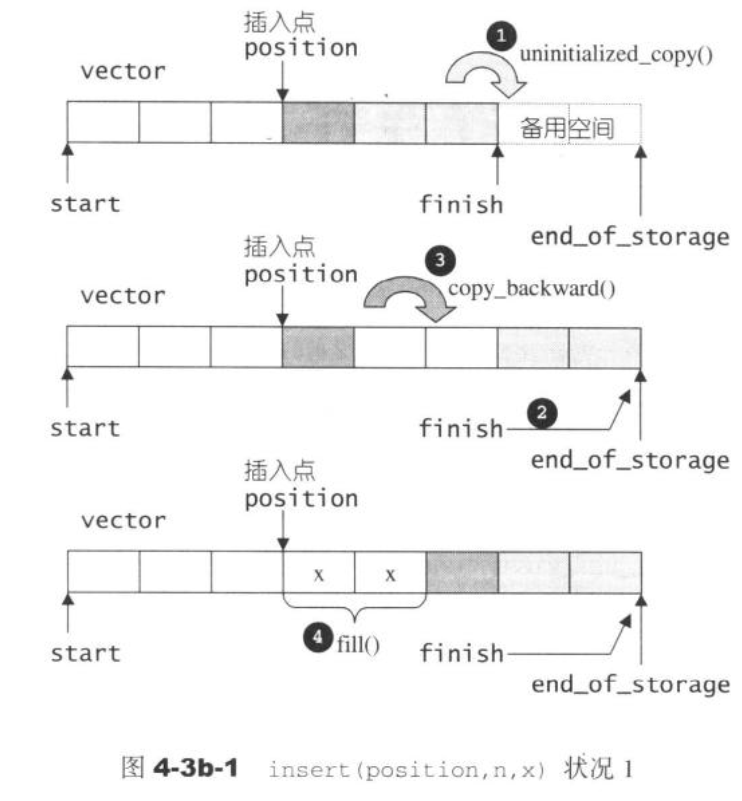 插入点
position
1
uninitialized_copy()
vector
备用空间
start
finish
end_of_storage
插入点
position
3
copy_backward()
vector
start
finish
2
end_of_storage
插入点
position
vector
x
x
4
fill()
start
finish
end_of_storage
图 4-3b-1 insert(position,n,x) 状况 1